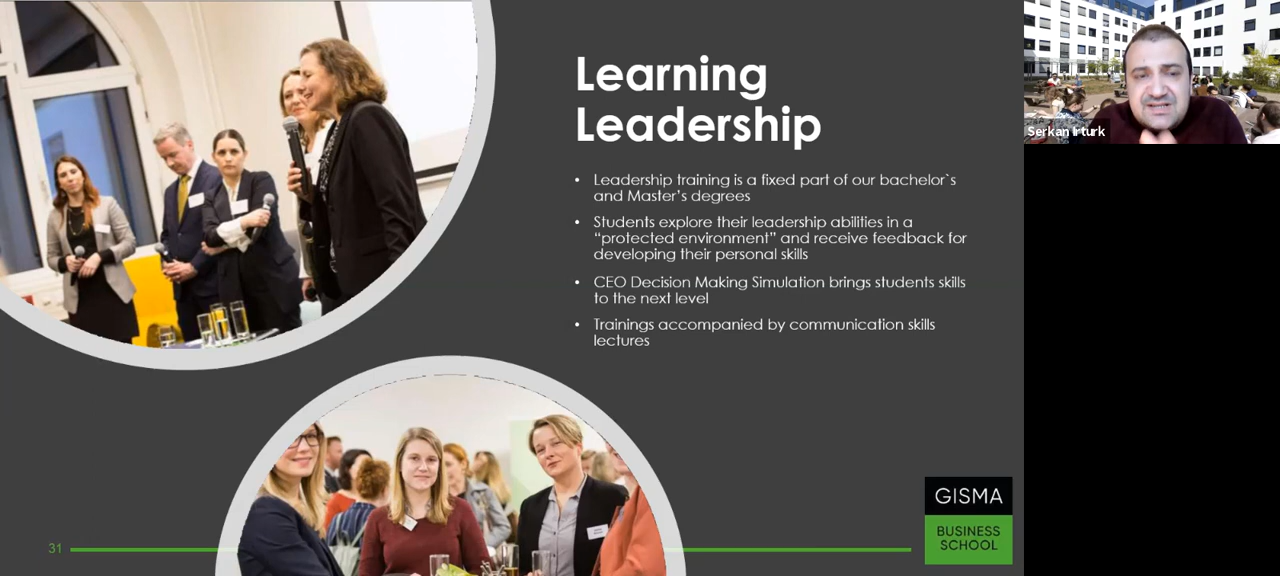 Learning
Leadership
• Leadership training is a fixed part of our bachelor`s
and Master’s degrees
• Students explore their leadership abilities in a
“protected environment” and receive feedback for
developing their personal skills
• CEO Decision Making Simulation brings students skills
to the next level
• Trainings accompanied by communication skills
lectures
31
GISMA
BUSINESS
SCHOOL
Serkan